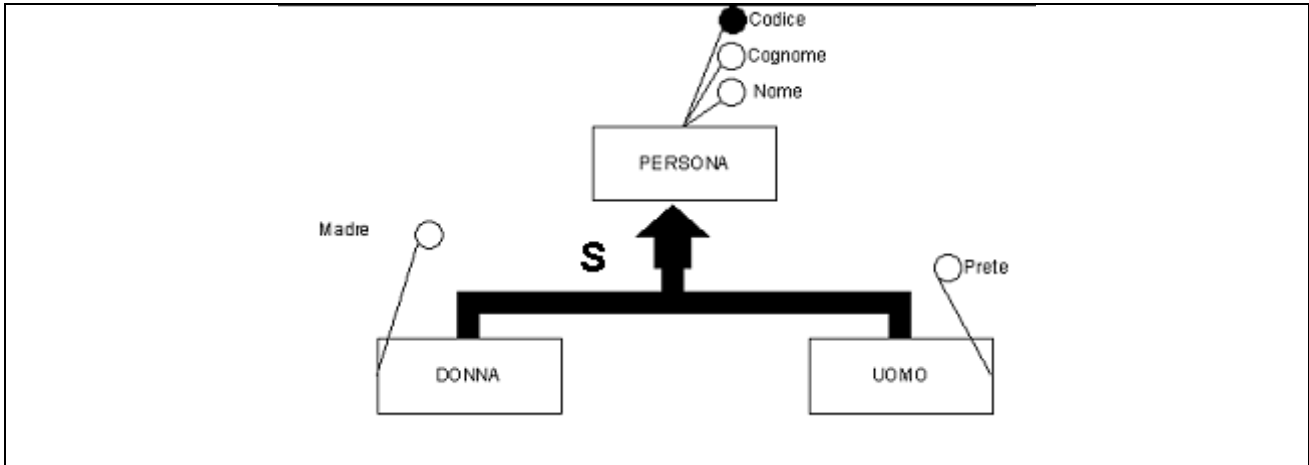 Codice
Cognome
Nome
PERSONA
Madre
S
Prete
DONNA
UOMO